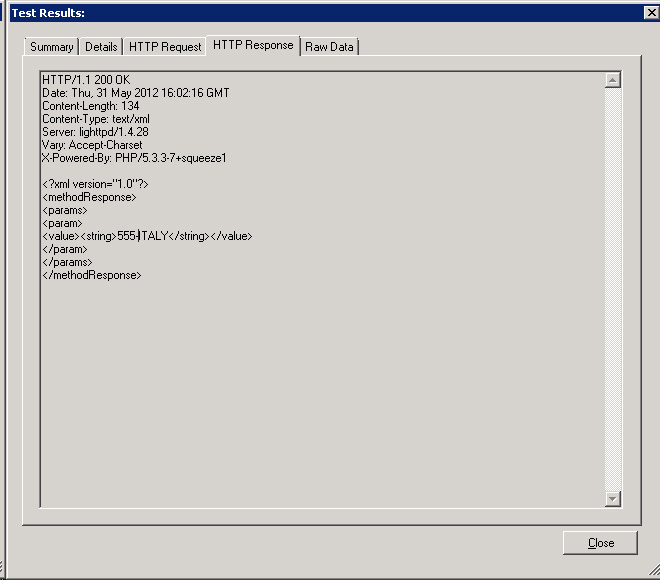 Test Results:
Summary Details HTTP Request HTTP Response Raw Data
HTTP/1.1 200 OK
Date: Thu, 31 May 2012 16:02:16 GMT
Content-Length: 134
Content-Type: text/xml
Server: lighttpd/1.4.28
Vary: Accept-Charset
X-Powered-By: PHP/5.3.3-7+squeeze1
<?xml version="1.0"?>
<methodResponse>
<params>
<param>
<value><string>555-ITALY</string></value>
</param>
</params>
</methodResponse>
Close